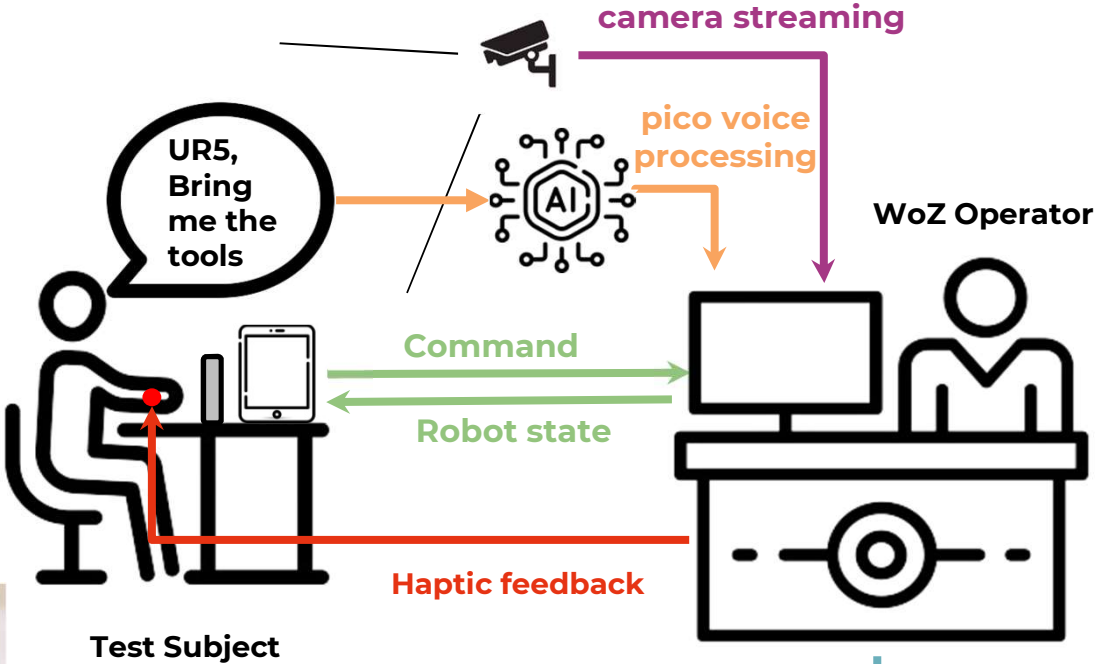 camera streaming
pico voice
processing
UR5,
Bring
me the
tools
AI
WoZ Operator
Command
Robot state
Haptic feedback
Test Subject